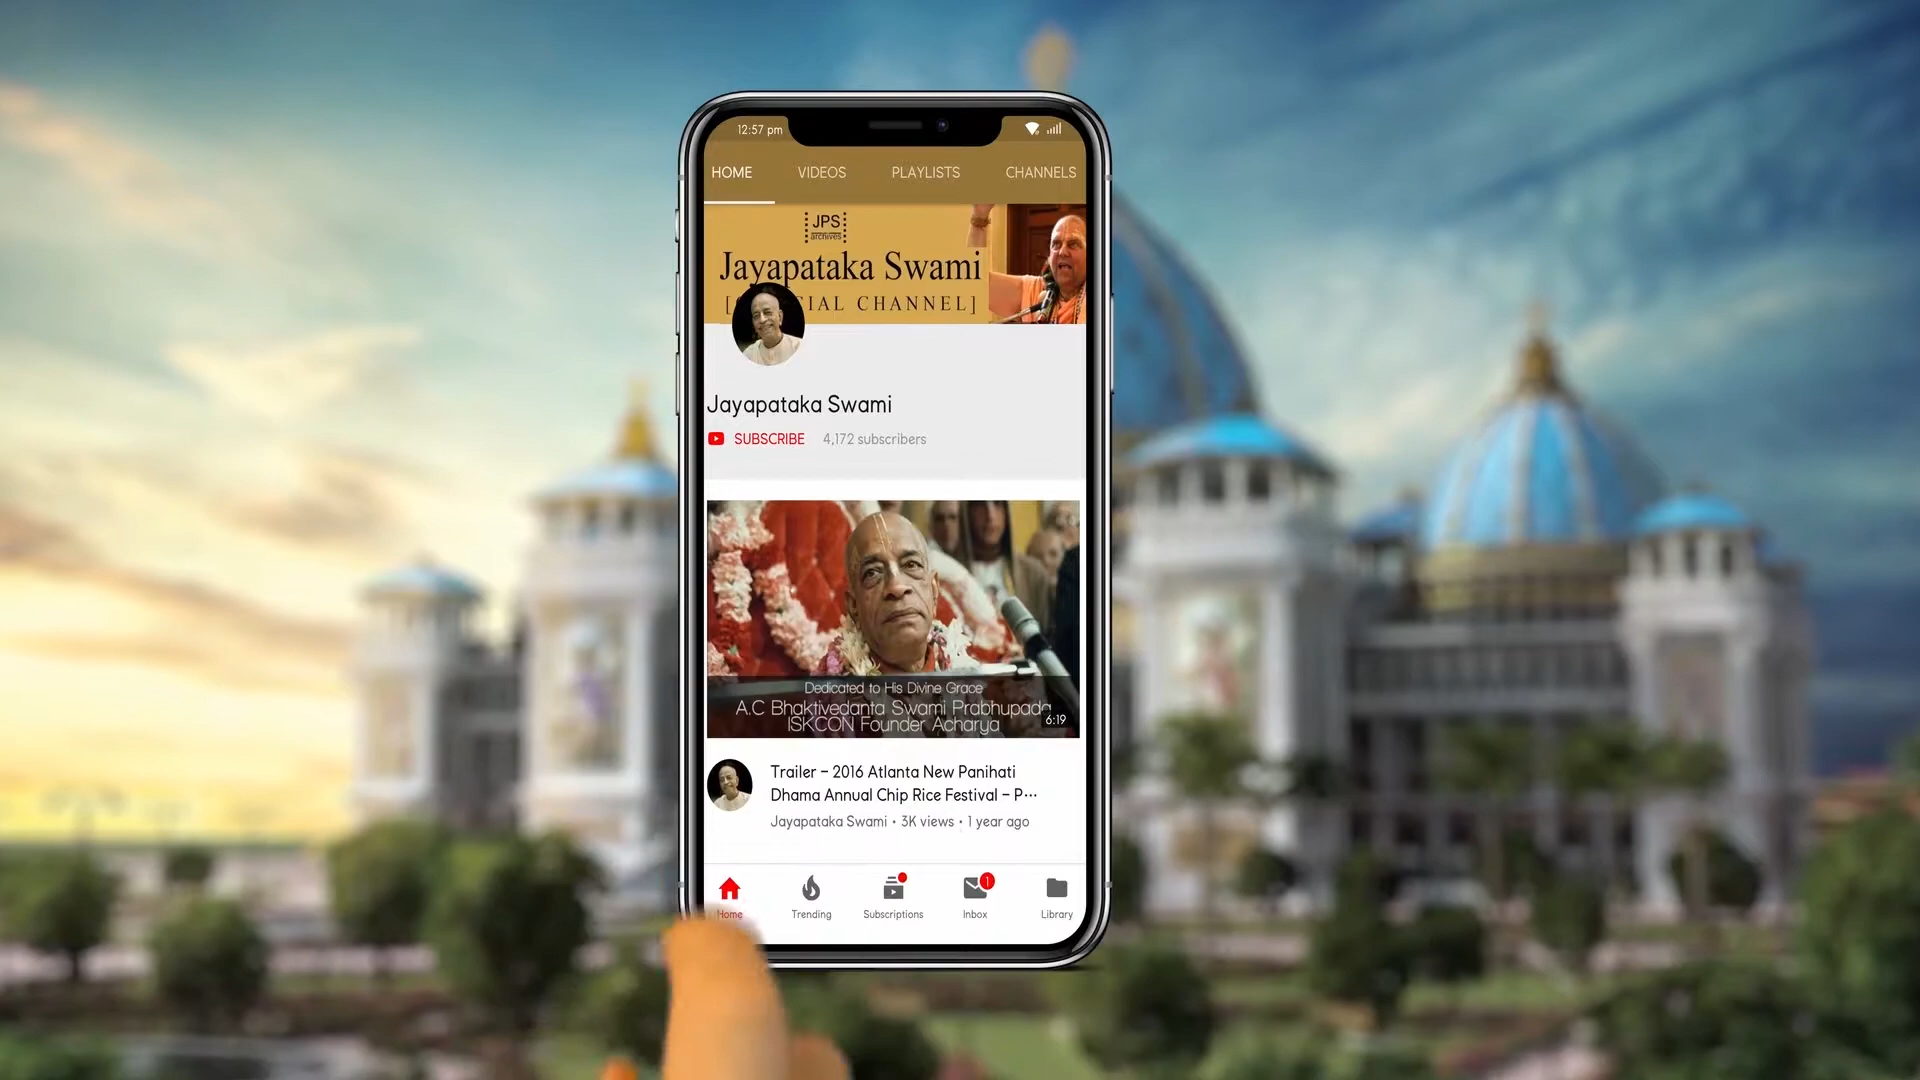 12:57 pm
HOME VIDEOS PLAYLISTS CHANNELS
JPS
archives
Jayapataka Swami
CIAL CHANNEL]
Jayapataka Swami
SUBSCRIBE 4,172 subscribers
Dedicated to His Divine Grace
A.C Bhaktivedanta Swami Prabhupada
ISKCON Founder Acharya
6:19
Trailer – 2016 Atlanta New Panihati
Dhama Annual Chip Rice Festival – P···
Jayapataka Swami • 3K views • 1 year ago
1
Home Trending Subscriptions Inbox Library